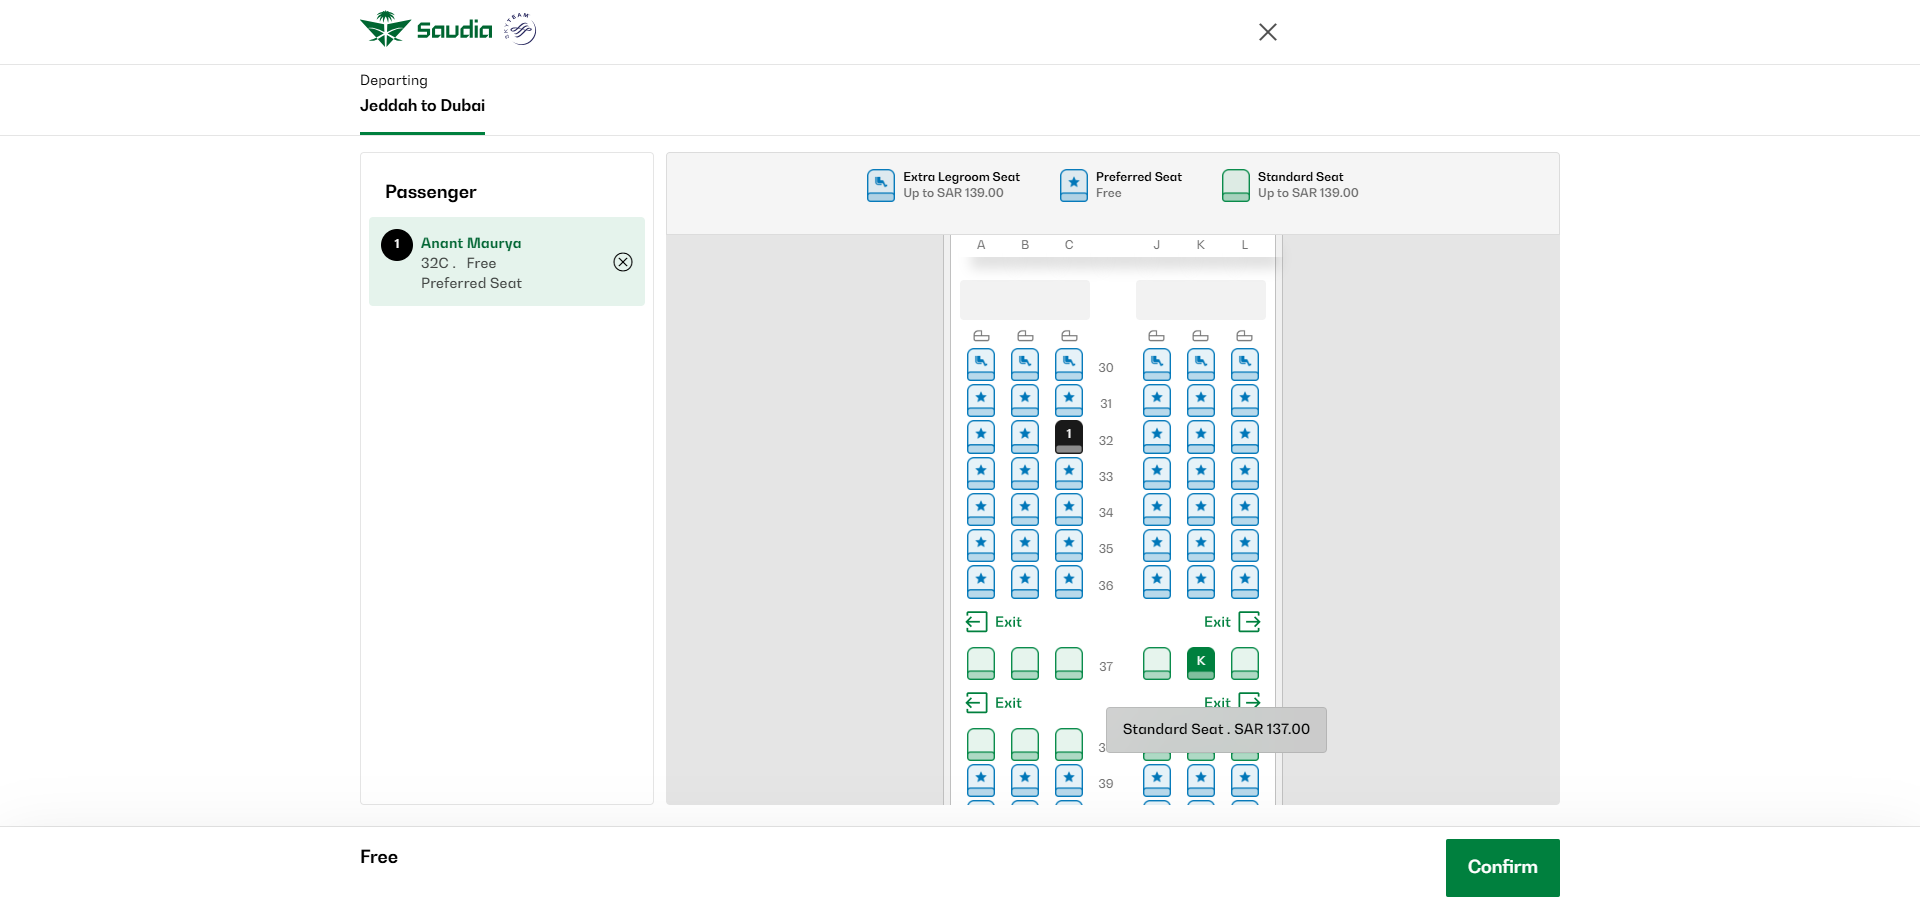 Saudia
SKYTEAM
Departing
Jeddah to Dubai
Passenger
1
Anant Maurya
32C . Free
Preferred Seat
Extra Legroom Seat
Up to SAR 139.00
Preferred Seat
Free
Standard Seat
Up to SAR 139.00
A B C J K L
30
31
1 32
33
34
35
36
Exit Exit
37 K
Exit Exit
Standard Seat . SAR 137.00
39
Free
Confirm